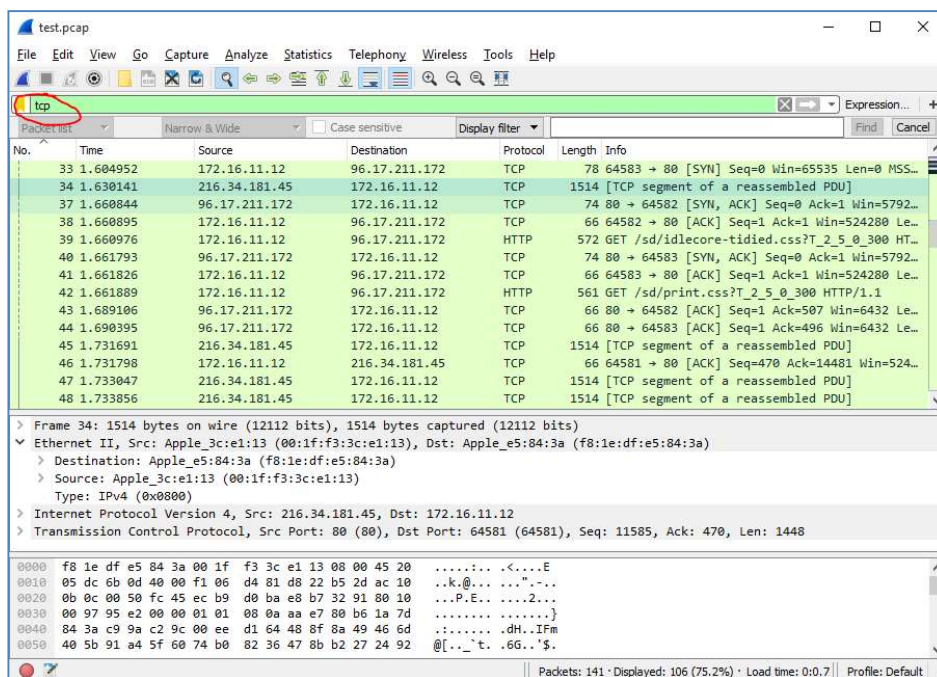 test.pcap
File Edit View Go Capture Analyze Statistics Telephony Wireless Tools Help
tcp Expression... +
Packet list Narrow & Wide Case sensitive Display filter Find Cancel
No. Time Source Destination Protocol Length Info
33 1.604952 172.16.11.12 96.17.211.172 TCP 78 64583 → 80 [SYN] Seq=0 Win=65535 Len=0 MSS…
34 1.630141 216.34.181.45 172.16.11.12 TCP 1514 [TCP segment of a reassembled PDU]
37 1.660844 96.17.211.172 172.16.11.12 TCP 74 80 → 64582 [SYN, ACK] Seq=0 Ack=1 Win=5792…
38 1.660895 172.16.11.12 96.17.211.172 TCP 66 64582 → 80 [ACK] Seq=1 Ack=1 Win=524280 Le…
39 1.660976 172.16.11.12 96.17.211.172 HTTP 572 GET /sd/idlecore-tidied.css?T_2_5_0_300 HT…
40 1.661793 96.17.211.172 172.16.11.12 TCP 74 80 → 64583 [SYN, ACK] Seq=0 Ack=1 Win=5792…
41 1.661826 172.16.11.12 96.17.211.172 TCP 66 64583 → 80 [ACK] Seq=1 Ack=1 Win=524280 Le…
42 1.661889 172.16.11.12 96.17.211.172 HTTP 561 GET /sd/print.css?T_2_5_0_300 HTTP/1.1
43 1.689106 96.17.211.172 172.16.11.12 TCP 66 80 → 64582 [ACK] Seq=1 Ack=507 Win=6432 Le…
44 1.690395 96.17.211.172 172.16.11.12 TCP 66 80 → 64583 [ACK] Seq=1 Ack=496 Win=6432 Le…
45 1.731691 216.34.181.45 172.16.11.12 TCP 1514 [TCP segment of a reassembled PDU]
46 1.731798 172.16.11.12 216.34.181.45 TCP 66 64581 → 80 [ACK] Seq=470 Ack=14481 Win=524…
47 1.733047 216.34.181.45 172.16.11.12 TCP 1514 [TCP segment of a reassembled PDU]
48 1.733856 216.34.181.45 172.16.11.12 TCP 1514 [TCP segment of a reassembled PDU]
Frame 34: 1514 bytes on wire (12112 bits), 1514 bytes captured (12112 bits)
Ethernet II, Src: Apple_3c:e1:13 (00:1f:f3:3c:e1:13), Dst: Apple_e5:84:3a (f8:1e:df:e5:84:3a)
Destination: Apple_e5:84:3a (f8:1e:df:e5:84:3a)
Source: Apple_3c:e1:13 (00:1f:f3:3c:e1:13)
Type: IPv4 (0x0800)
Internet Protocol Version 4, Src: 216.34.181.45, Dst: 172.16.11.12
Transmission Control Protocol, Src Port: 80 (80), Dst Port: 64581 (64581), Seq: 11585, Ack: 470, Len: 1448
0000 f8 1e df e5 84 3a 00 1f f3 3c e1 13 08 00 45 20 .....:.. .<....E
0010 05 dc 6b 0d 40 00 f1 06 d4 81 d8 22 b5 2d ac 10 ..k.@... ...".-..
0020 0b 0c 00 50 fc 45 ec b9 d0 ba e8 b7 32 91 80 10 ...P.E.. ....2...
0030 00 97 95 e2 00 00 01 01 08 0a aa e7 80 b6 1a 7d ........ .......}
0040 84 3a c9 9a c2 9c 00 ee d1 64 48 8f 8a 49 46 6d .:...... .dH..IFm
0050 40 5b 91 a4 5f 60 74 b0 82 36 47 8b b2 27 24 92 @[.._`t. .6G..'$.
Packets: 141 · Displayed: 106 (75.2%) · Load time: 0:0.7 Profile: Default